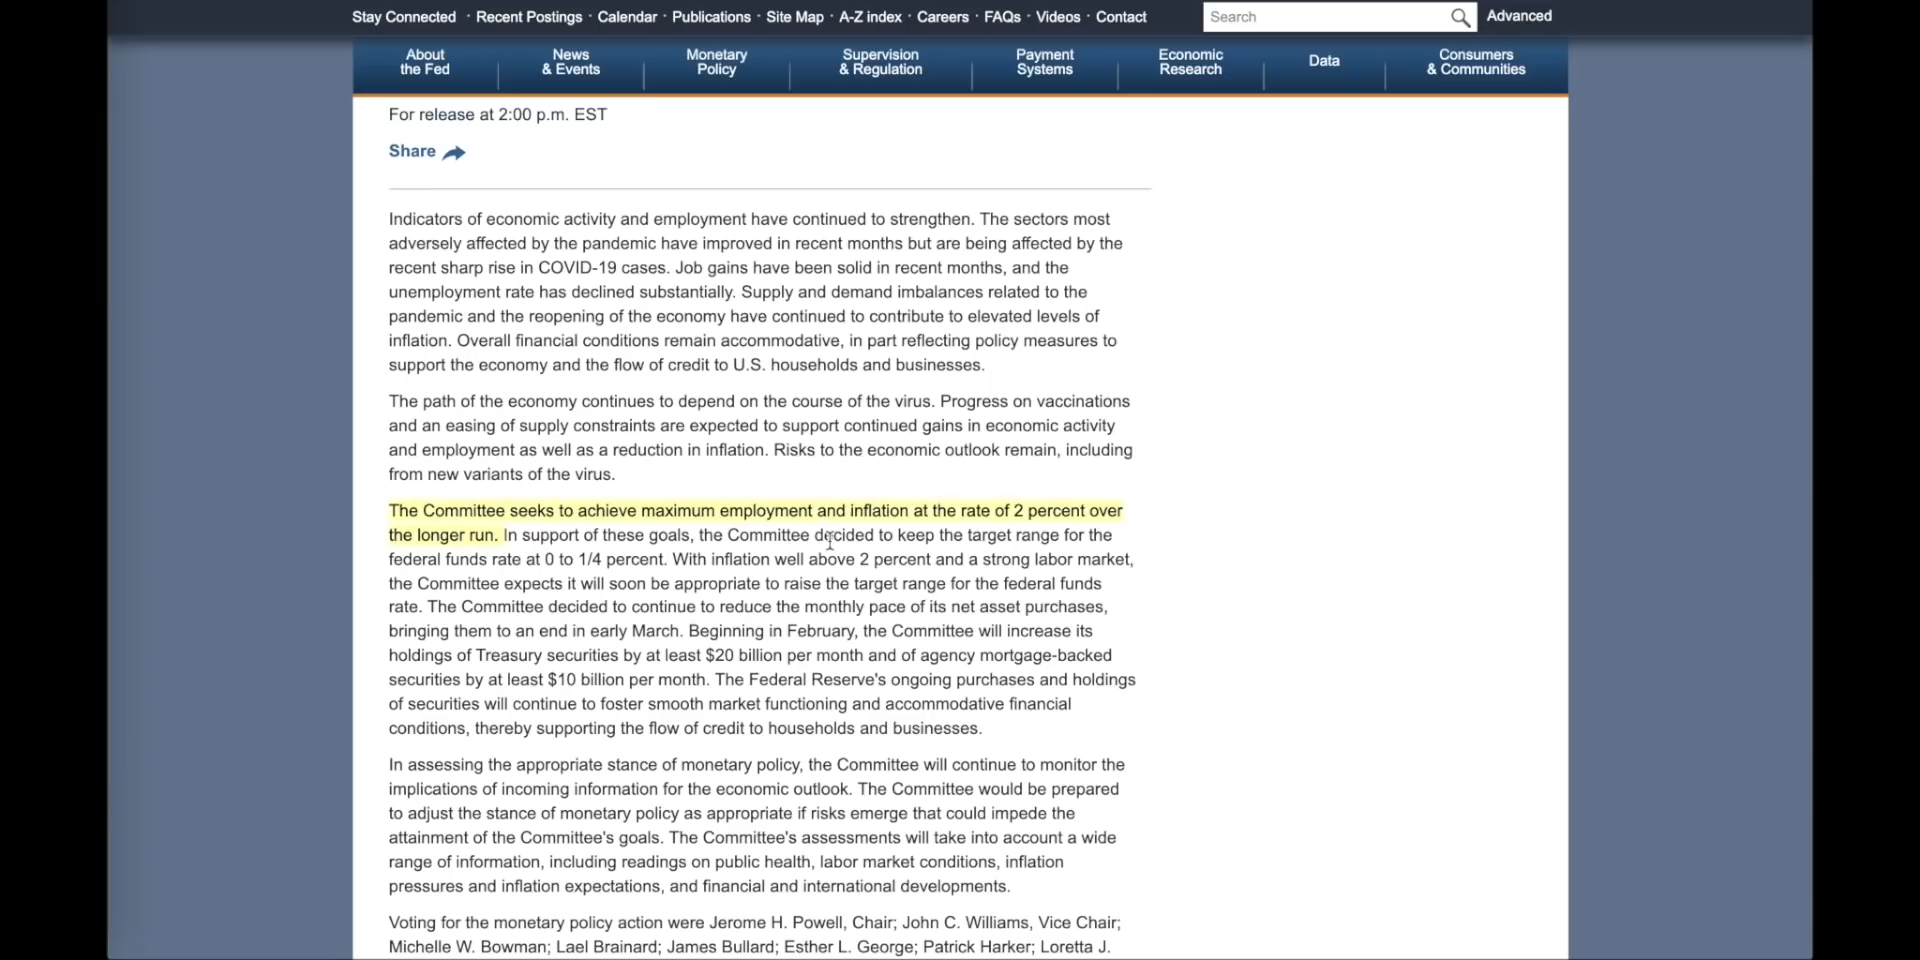 Stay Connected · Recent Postings · Calendar · Publications · Site Map · A-Z index · Careers · FAQs · Videos · Contact
Search
Advanced
About
the Fed
News
& Events
Monetary
Policy
Supervision
& Regulation
Payment
Systems
Economic
Research
Data
Consumers
& Communities
For release at 2:00 p.m. EST
Share
Indicators of economic activity and employment have continued to strengthen. The sectors most
adversely affected by the pandemic have improved in recent months but are being affected by the
recent sharp rise in COVID-19 cases. Job gains have been solid in recent months, and the
unemployment rate has declined substantially. Supply and demand imbalances related to the
pandemic and the reopening of the economy have continued to contribute to elevated levels of
inflation. Overall financial conditions remain accommodative, in part reflecting policy measures to
support the economy and the flow of credit to U.S. households and businesses.
The path of the economy continues to depend on the course of the virus. Progress on vaccinations
and an easing of supply constraints are expected to support continued gains in economic activity
and employment as well as a reduction in inflation. Risks to the economic outlook remain, including
from new variants of the virus.
The Committee seeks to achieve maximum employment and inflation at the rate of 2 percent over
the longer run. In support of these goals, the Committee decided to keep the target range for the
federal funds rate at 0 to 1/4 percent. With inflation well above 2 percent and a strong labor market,
the Committee expects it will soon be appropriate to raise the target range for the federal funds
rate. The Committee decided to continue to reduce the monthly pace of its net asset purchases,
bringing them to an end in early March. Beginning in February, the Committee will increase its
holdings of Treasury securities by at least $20 billion per month and of agency mortgage-backed
securities by at least $10 billion per month. The Federal Reserve's ongoing purchases and holdings
of securities will continue to foster smooth market functioning and accommodative financial
conditions, thereby supporting the flow of credit to households and businesses.
In assessing the appropriate stance of monetary policy, the Committee will continue to monitor the
implications of incoming information for the economic outlook. The Committee would be prepared
to adjust the stance of monetary policy as appropriate if risks emerge that could impede the
attainment of the Committee's goals. The Committee's assessments will take into account a wide
range of information, including readings on public health, labor market conditions, inflation
pressures and inflation expectations, and financial and international developments.
Voting for the monetary policy action were Jerome H. Powell, Chair; John C. Williams, Vice Chair;
Michelle W. Bowman; Lael Brainard; James Bullard; Esther L. George; Patrick Harker; Loretta J.